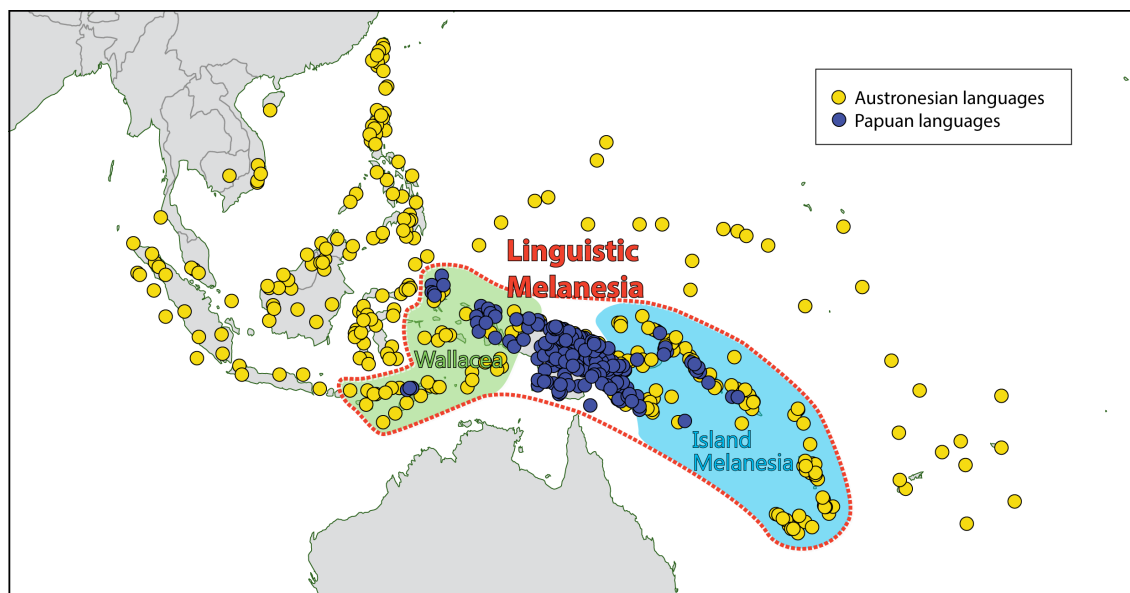 Austronesian languages
Papuan languages
Linguistic
Melanesia
Wallacea
Island
Melanesia